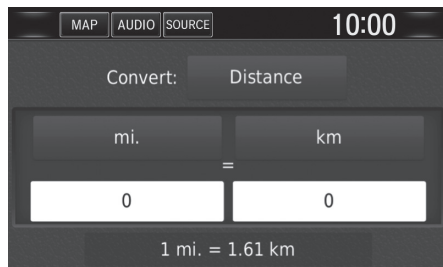 MAP AUDIO SOURCE 10:00
Convert: Distance
mi. km
=
0 0
1 mi. = 1.61 km